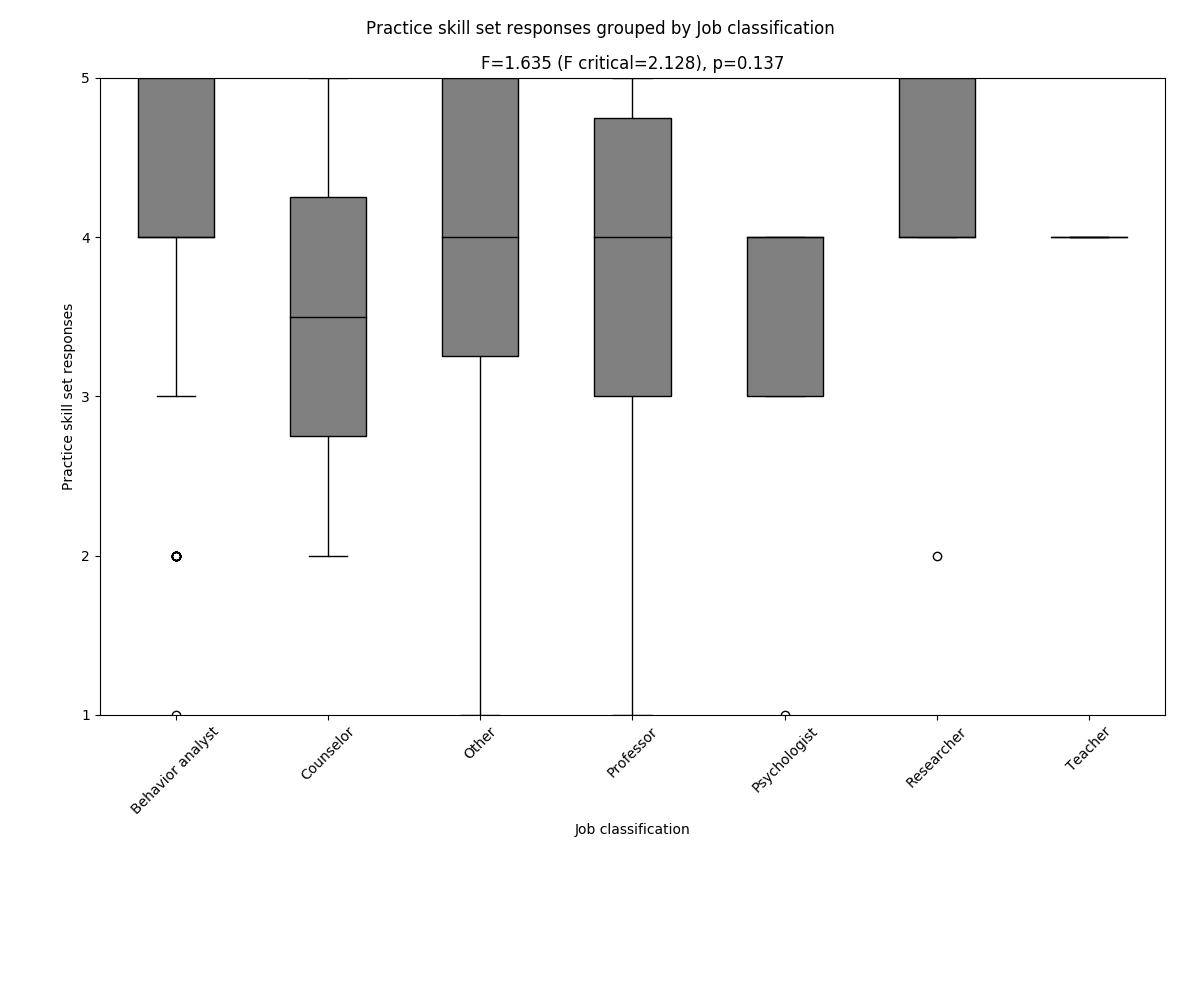 Practice skill set responses grouped by Job classification
F=1.635 (F critical=2.128), p=0.137
5
4
3
2
1
Practice skill set responses
Behavior analyst
Counselor
Other
Professor
Psychologist
Researcher
Teacher
Job classification